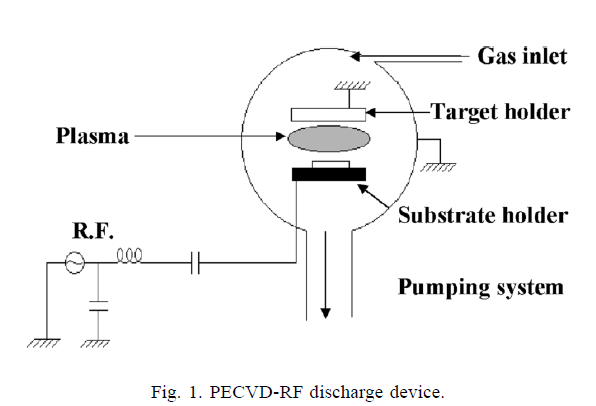 Gas inlet
Target holder
Plasma
Substrate holder
R.F.
Pumping system
Fig. 1. PECVD-RF discharge device.